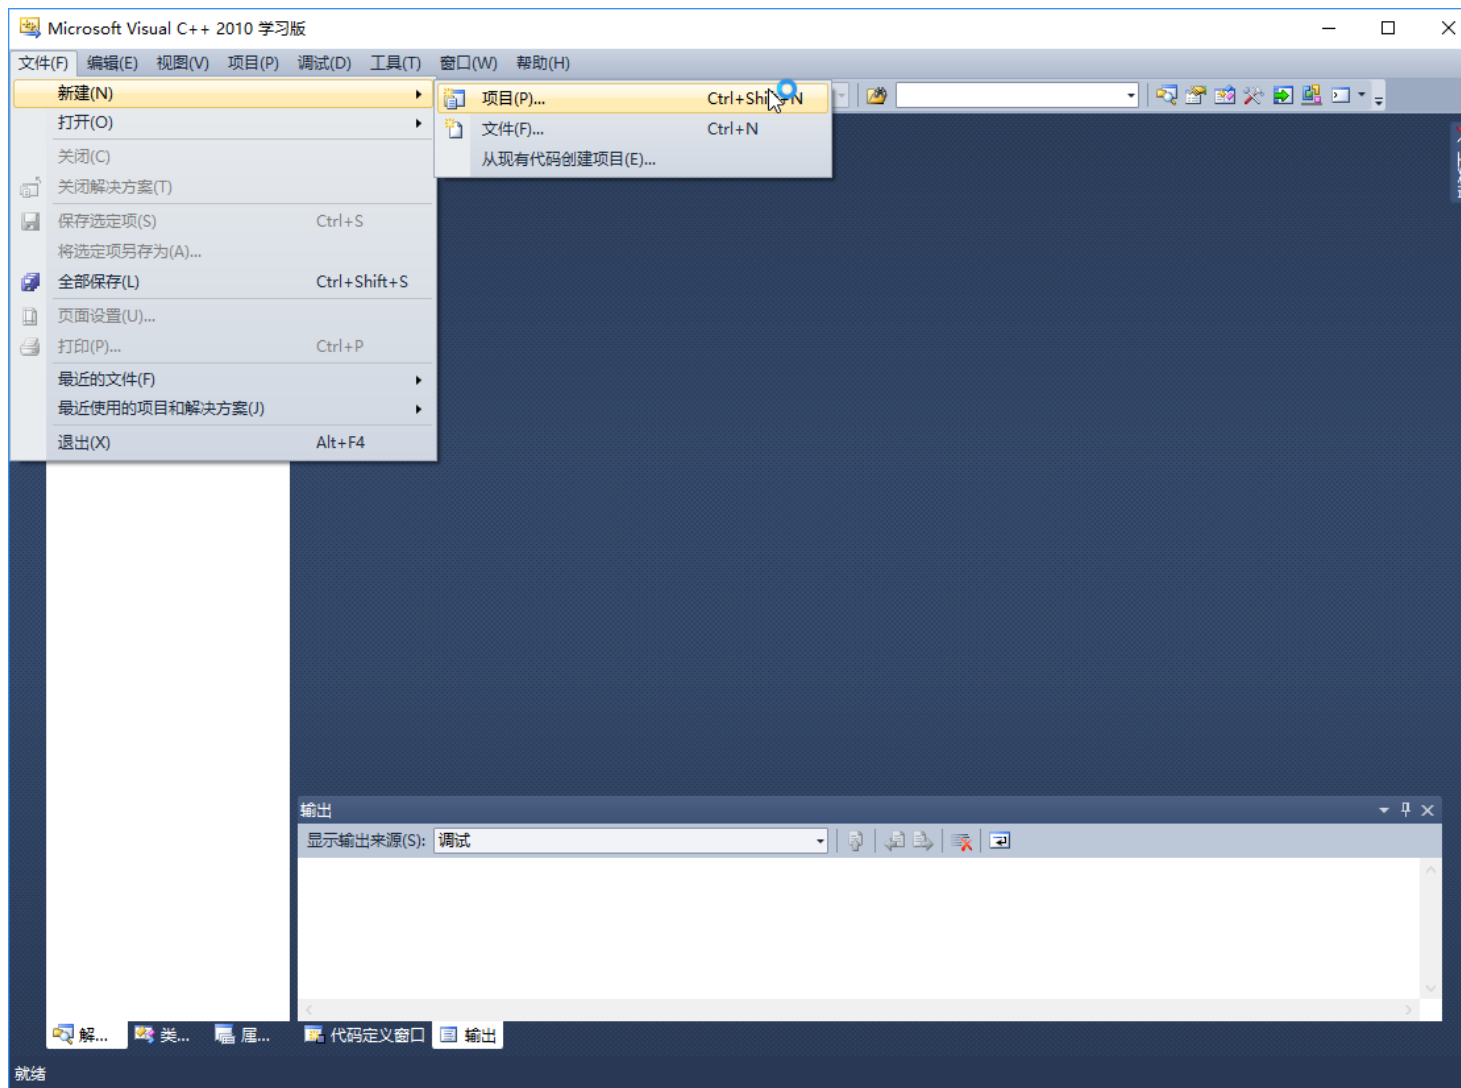 Microsoft Visual C++ 2010 学习版
文件(F) 编辑(E) 视图(V) 项目(P) 调试(D) 工具(T) 窗口(W) 帮助(H)
新建(N)
项目(P)... Ctrl+Shift+N
打开(O)
文件(F)... Ctrl+N
关闭(C)
从现有代码创建项目(E)...
关闭解决方案(T)
保存选定项(S) Ctrl+S
将选定项另存为(A)...
全部保存(L) Ctrl+Shift+S
页面设置(U)...
打印(P)... Ctrl+P
最近的文件(F)
最近使用的项目和解决方案(J)
退出(X) Alt+F4
输出
显示输出来源(S): 调试
解... 类... 属... 代码定义窗口 输出
就绪